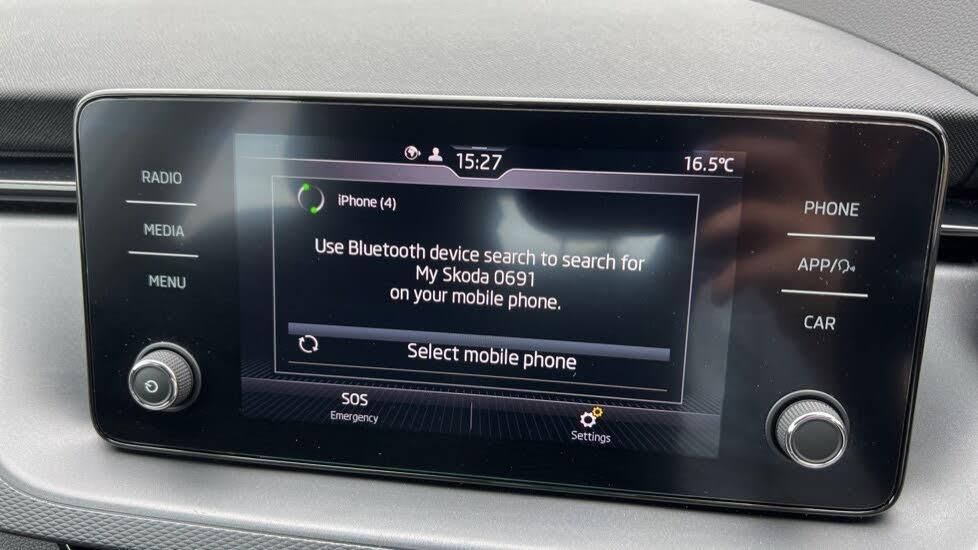 15:27
16.5°C
RADIO
MEDIA
MENU
iPhone (4)
Use Bluetooth device search to search for
My Skoda 0691
on your mobile phone.
Select mobile phone
SOS
Emergency
Settings
PHONE
APP/
CAR